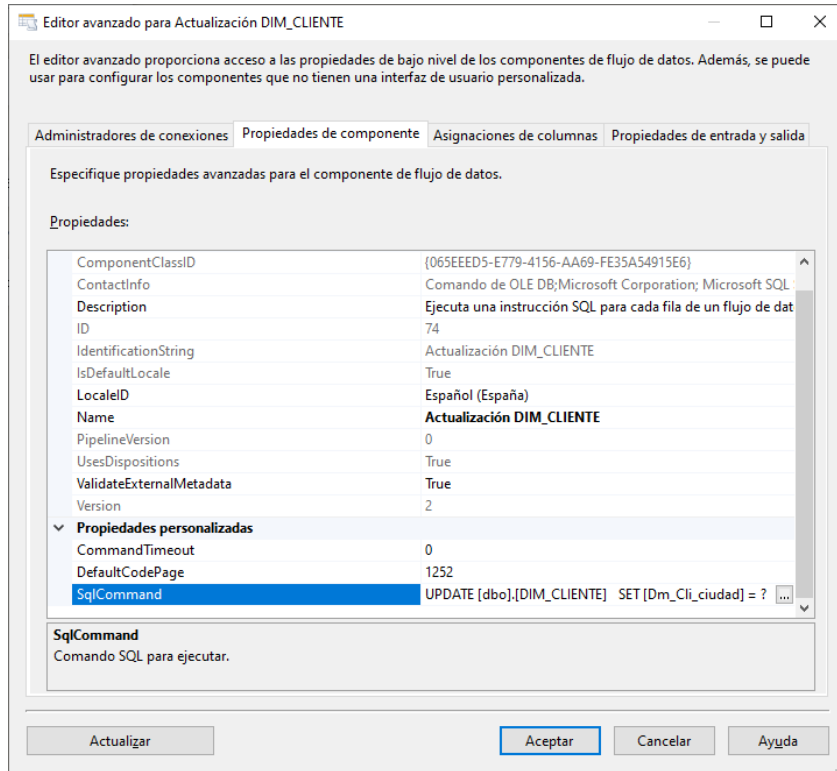 Editor avanzado para Actualización DIM_CLIENTE
El editor avanzado proporciona acceso a las propiedades de bajo nivel de los componentes de flujo de datos. Además, se puede
usar para configurar los componentes que no tienen una interfaz de usuario personalizada.
Administradores de conexiones Propiedades de componente Asignaciones de columnas Propiedades de entrada y salida
Especifique propiedades avanzadas para el componente de flujo de datos.
Propiedades:
ComponentClassID {065EEED5-E779-4156-AA69-FE35A54915E6}
ContactInfo Comando de OLE DB;Microsoft Corporation; Microsoft SQL
Description Ejecuta una instrucción SQL para cada fila de un flujo de dat
ID 74
IdentificationString Actualización DIM_CLIENTE
IsDefaultLocale True
LocaleID Español (España)
Name Actualización DIM_CLIENTE
PipelineVersion 0
UsesDispositions True
ValidateExternalMetadata True
Version 2
Propiedades personalizadas
CommandTimeout 0
DefaultCodePage 1252
SqlCommand UPDATE [dbo].[DIM_CLIENTE] SET [Dm_Cli_ciudad] = ? ...
SqlCommand
Comando SQL para ejecutar.
Actualizar Aceptar Cancelar Ayuda